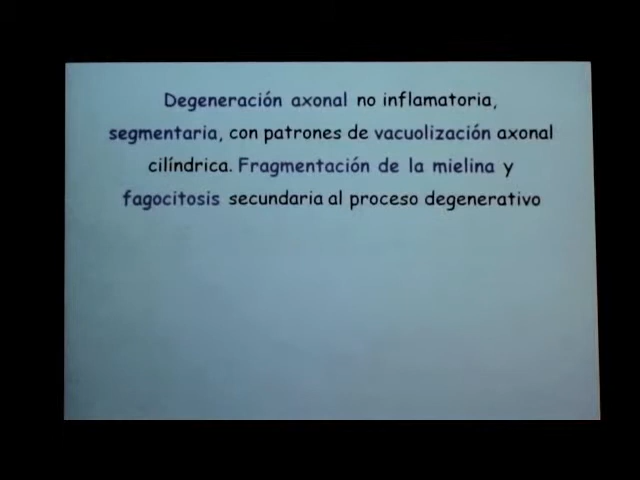 Degeneración axonal no inflamatoria,
segmentaria, con patrones de vacuolización axonal
cilíndrica. Fragmentación de la mielina y
fagocitosis secundaria al proceso degenerativo